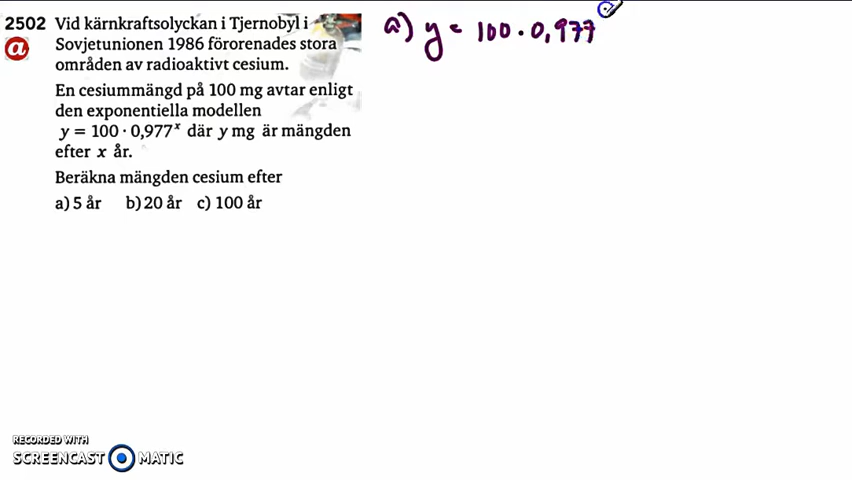 2502 Vid kärnkraftsolyckan i Tjernobyl i
a Sovjetunionen 1986 förorenades stora
områden av radioaktivt cesium.
En cesiummängd på 100 mg avtar enligt
den exponentiella modellen
y = 100 · 0,977ˣ där y mg är mängden
efter x år.
Beräkna mängden cesium efter
a) 5 år b) 20 år c) 100 år
a) y = 100 · 0,977
RECORDED WITH
SCREENCAST MATIC